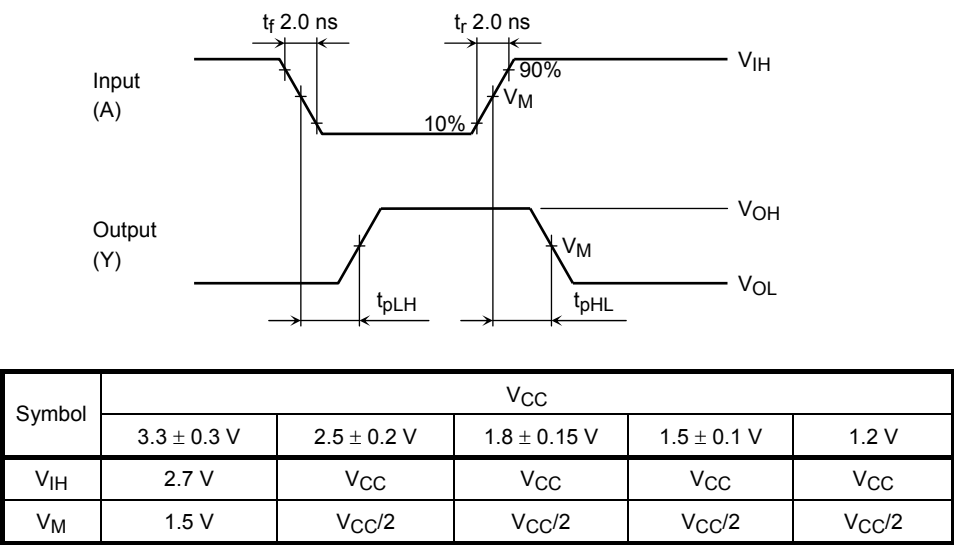 tf 2.0 ns tr 2.0 ns
Input
(A)
90%
VM
10%
VIH
Output
(Y)
VOH
VM
VOL
tpLH tpHL
Symbol VCC
3.3 ± 0.3 V 2.5 ± 0.2 V 1.8 ± 0.15 V 1.5 ± 0.1 V 1.2 V
VIH 2.7 V VCC VCC VCC VCC
VM 1.5 V VCC/2 VCC/2 VCC/2 VCC/2